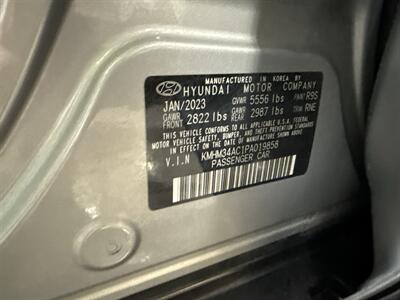 MANUFACTURED IN KOREA BY
HYUNDAI MOTOR COMPANY
JAN/2023 GVWR 5556 lbs PAINT R9S
GAWR FRONT 2822 lbs GAWR REAR 2987 lbs TRIM RNE
THIS VEHICLE CONFORMS TO ALL APPLICABLE U.S. FEDERAL MOTOR
VEHICLE SAFETY, BUMPER, AND THEFT PREVENTION STANDARDS
IN EFFECT ON THE DATE OF MANUFACTURE SHOWN ABOVE.
V.I.N KMHM34AC1PA019858
PASSENGER CAR